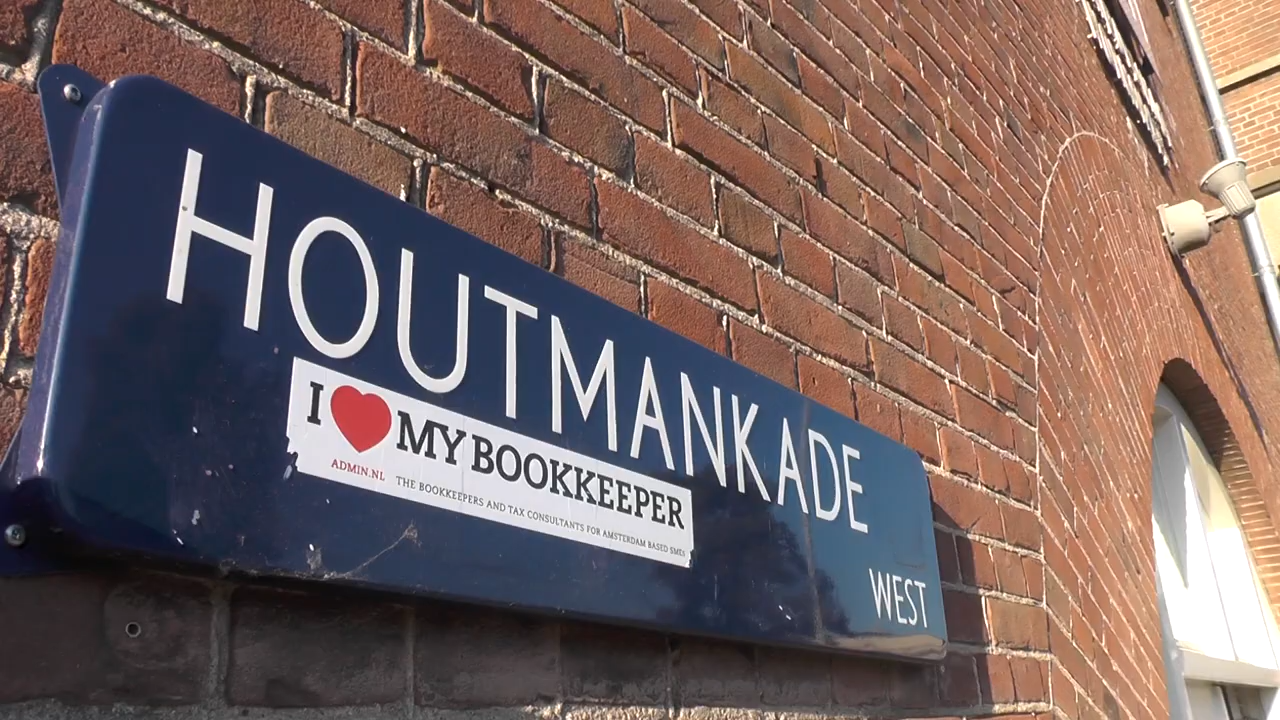 HOUTMANKADE
I ❤ MY BOOKKEEPER
ADMIN.NL THE BOOKKEEPERS AND TAX CONSULTANTS FOR AMSTERDAM BASED SMES
WEST